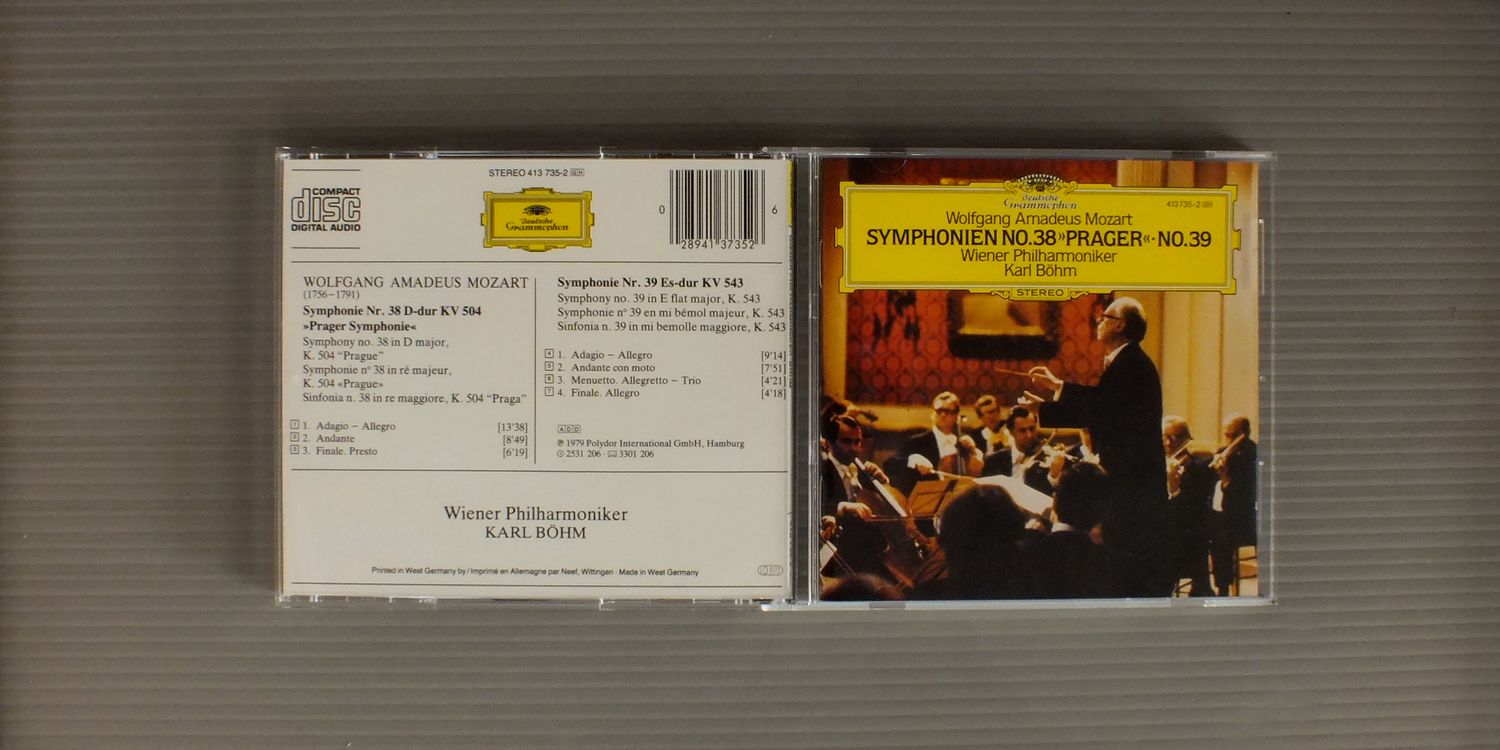 STEREO 413 735-2 GH
COMPACT
disc
DIGITAL AUDIO
Deutsche
Grammophon
0
28941 37352
6
WOLFGANG AMADEUS MOZART
(1756–1791)
Symphonie Nr. 38 D-dur KV 504
»Prager Symphonie«
Symphony no. 38 in D major,
K. 504 “Prague”
Symphonie n° 38 in ré majeur,
K. 504 «Prague»
Sinfonia n. 38 in re maggiore, K. 504 “Praga”
1 1. Adagio – Allegro [13'38]
2 2. Andante [8'49]
3 3. Finale. Presto [6'19]
Symphonie Nr. 39 Es-dur KV 543
Symphony no. 39 in E flat major, K. 543
Symphonie n° 39 en mi bémol majeur, K. 543
Sinfonia n. 39 in mi bemolle maggiore, K. 543
4 1. Adagio – Allegro [9'14]
5 2. Andante con moto [7'51]
6 3. Menuetto. Allegretto – Trio [4'21]
7 4. Finale. Allegro [4'18]
ADD
℗ 1979 Polydor International GmbH, Hamburg
2531 206 · 3301 206
Wiener Philharmoniker
KARL BÖHM
Printed in West Germany by / Imprimé en Allemagne par Neef, Wittingen · Made in West Germany
Deutsche
Grammophon
413 735-2 GH
Wolfgang Amadeus Mozart
SYMPHONIEN NO.38 »PRAGER« · NO.39
Wiener Philharmoniker
Karl Böhm
STEREO